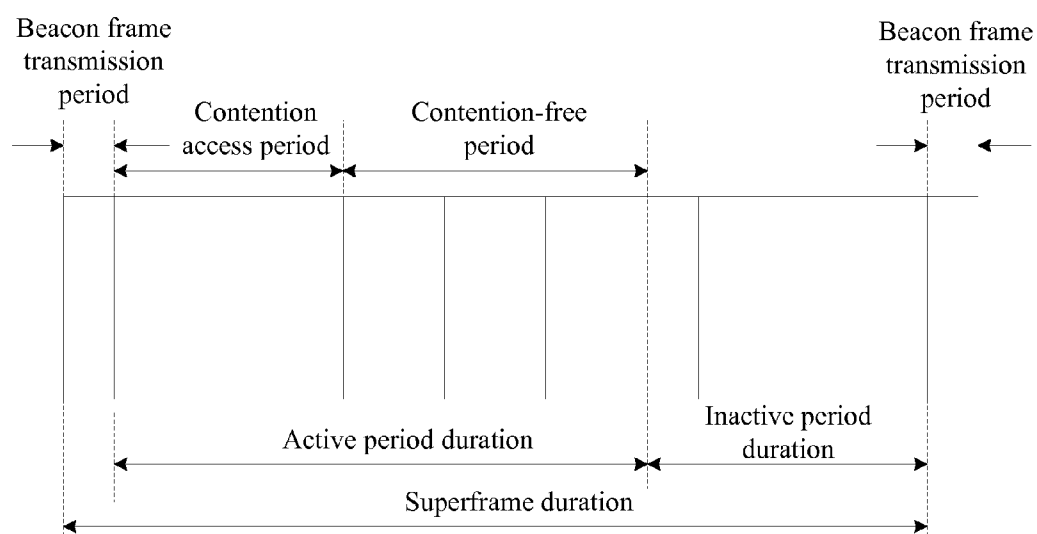 Beacon frame
transmission
period
Beacon frame
transmission
period
Contention
access period
Contention-free
period
Active period duration
Inactive period
duration
Superframe duration